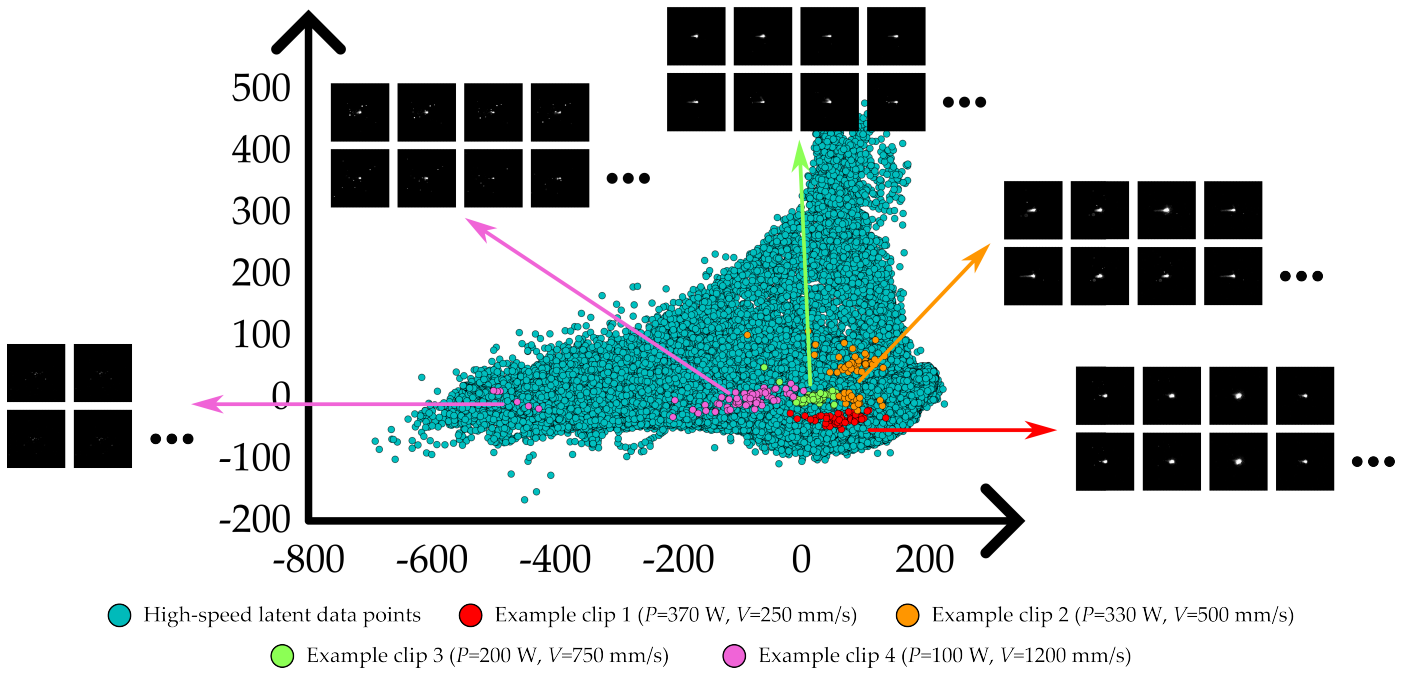 500
400
300
200
100
0
-100
-200
-800 -600 -400 -200 0 200
High-speed latent data points Example clip 1 (P=370 W, V=250 mm/s) Example clip 2 (P=330 W, V=500 mm/s)
Example clip 3 (P=200 W, V=750 mm/s) Example clip 4 (P=100 W, V=1200 mm/s)